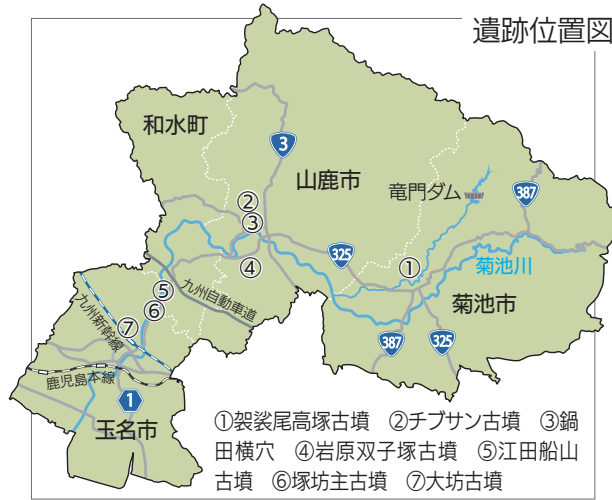 遺跡位置図
和水町
3
山鹿市
竜門ダム
387
②
③
①
325
菊池川
④
菊池市
⑤
九州自動車道
⑥
九州新幹線
⑦
387
325
鹿児島本線
1
玉名市
①袈裟尾高塚古墳　②チブサン古墳　③鍋
田横穴　④岩原双子塚古墳　⑤江田船山
古墳　⑥塚坊主古墳　⑦大坊古墳